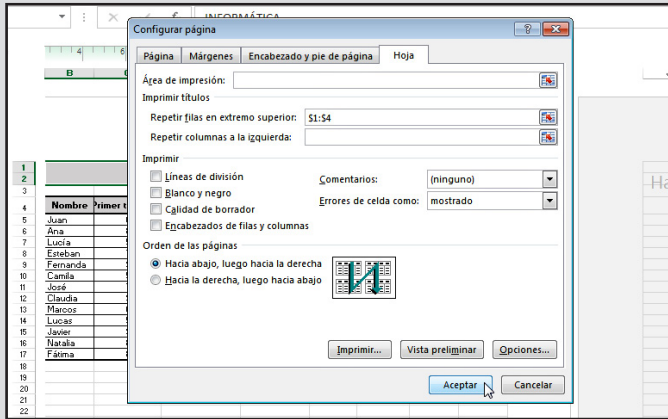 INFORMÁTICA
Configurar página
Página Márgenes Encabezado y pie de página Hoja
Área de impresión:
Imprimir títulos
Repetir filas en extremo superior: $1:$4
Repetir columnas a la izquierda:
Imprimir
Líneas de división
Blanco y negro
Calidad de borrador
Encabezados de filas y columnas
Comentarios: (ninguno)
Errores de celda como: mostrado
Orden de las páginas
Hacia abajo, luego hacia la derecha
Hacia la derecha, luego hacia abajo
Imprimir... Vista preliminar Opciones...
Aceptar Cancelar
4 6
B
1
2
3
4 Nombre Primer
5 Juan
6 Ana
7 Lucía
8 Esteban
9 Fernanda
10 Camila
11 José
12 Claudia
13 Marcos
14 Lucas
15 Javier
16 Natalia
17 Fátima
18
19
20
21
22
Ha